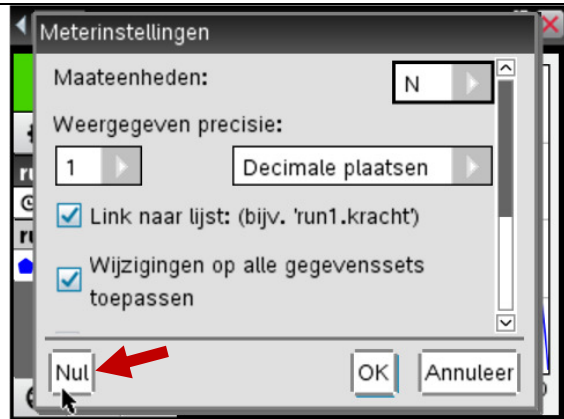 Meterinstellingen
Maateenheden: N
Weergegeven precisie:
1 Decimale plaatsen
Link naar lijst: (bijv. 'run1.kracht')
Wijzigingen op alle gegevenssets
toepassen
Nul OK Annuleer